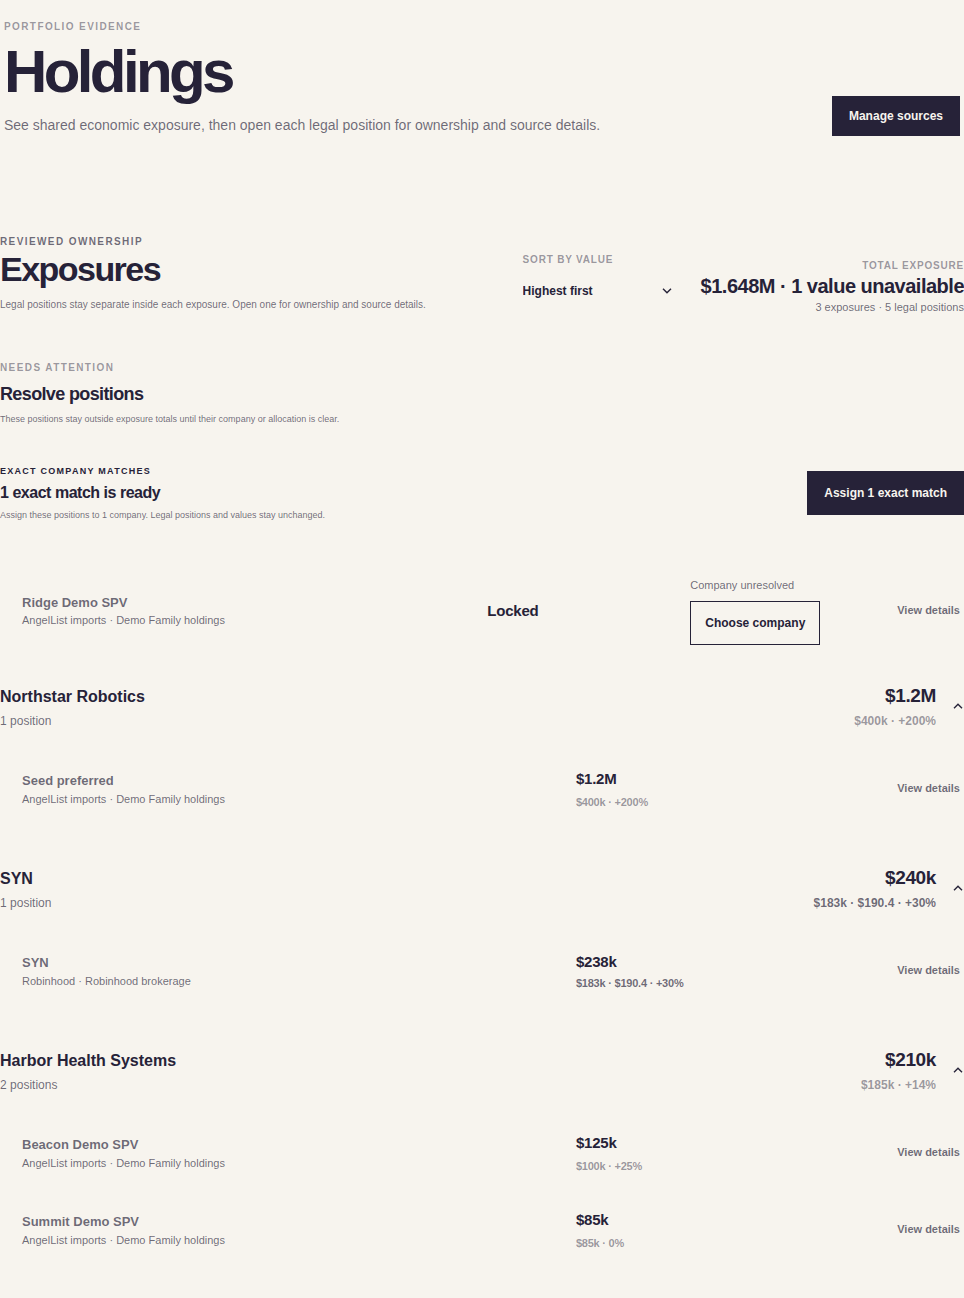 PORTFOLIO EVIDENCE
Holdings
See shared economic exposure, then open each legal position for ownership and source details.
Manage sources
REVIEWED OWNERSHIP
Exposures
Legal positions stay separate inside each exposure. Open one for ownership and source details.
SORT BY VALUE
Highest first
TOTAL EXPOSURE
$1.648M · 1 value unavailable
3 exposures · 5 legal positions
NEEDS ATTENTION
Resolve positions
These positions stay outside exposure totals until their company or allocation is clear.
EXACT COMPANY MATCHES
1 exact match is ready
Assign these positions to 1 company. Legal positions and values stay unchanged.
Assign 1 exact match
Ridge Demo SPV
AngelList imports · Demo Family holdings
Locked
Company unresolved
Choose company
View details
Northstar Robotics
1 position
$1.2M
$400k · +200%
Seed preferred
AngelList imports · Demo Family holdings
$1.2M
$400k · +200%
View details
SYN
1 position
$240k
$183k · $190.4 · +30%
SYN
Robinhood · Robinhood brokerage
$238k
$183k · $190.4 · +30%
View details
Harbor Health Systems
2 positions
$210k
$185k · +14%
Beacon Demo SPV
AngelList imports · Demo Family holdings
$125k
$100k · +25%
View details
Summit Demo SPV
AngelList imports · Demo Family holdings
$85k
$85k · 0%
View details